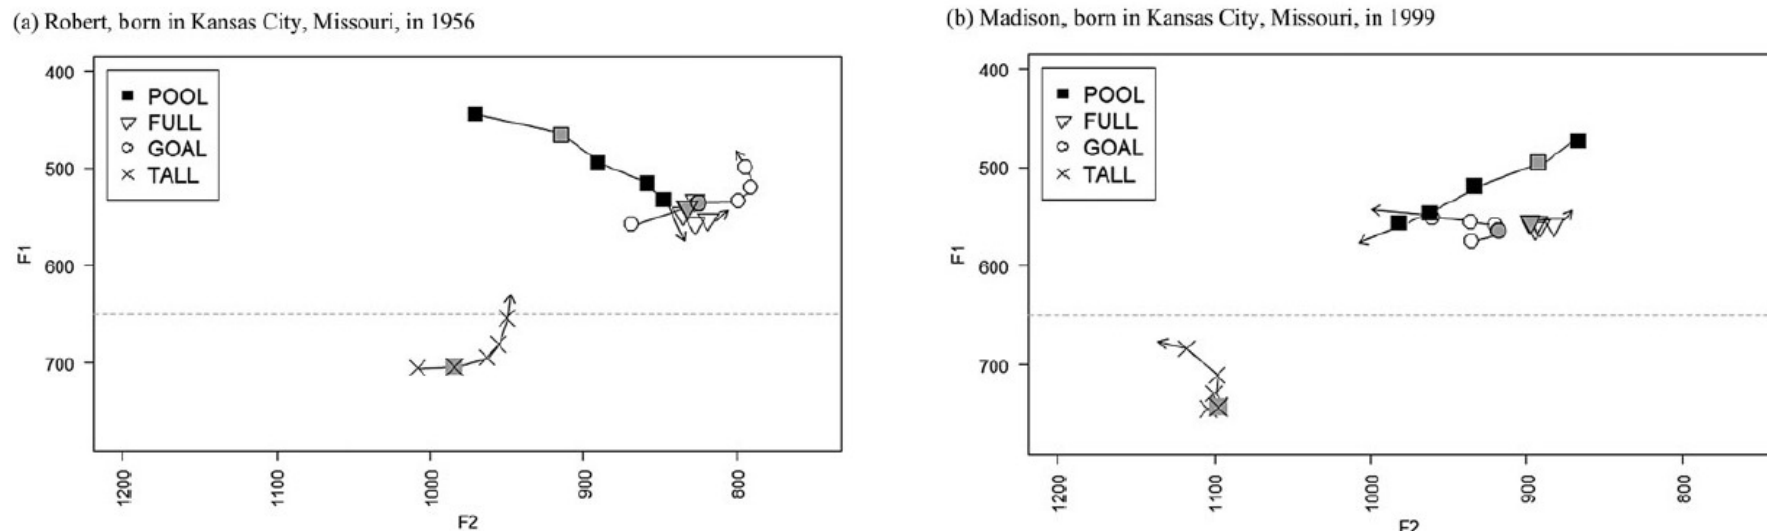 (a) Robert, born in Kansas City, Missouri, in 1956
400
500
600
700
F1
POOL
FULL
GOAL
TALL
1200
1100
1000
900
800
F2
(b) Madison, born in Kansas City, Missouri, in 1999
400
500
600
700
F1
POOL
FULL
GOAL
TALL
1200
1100
1000
900
800
F2